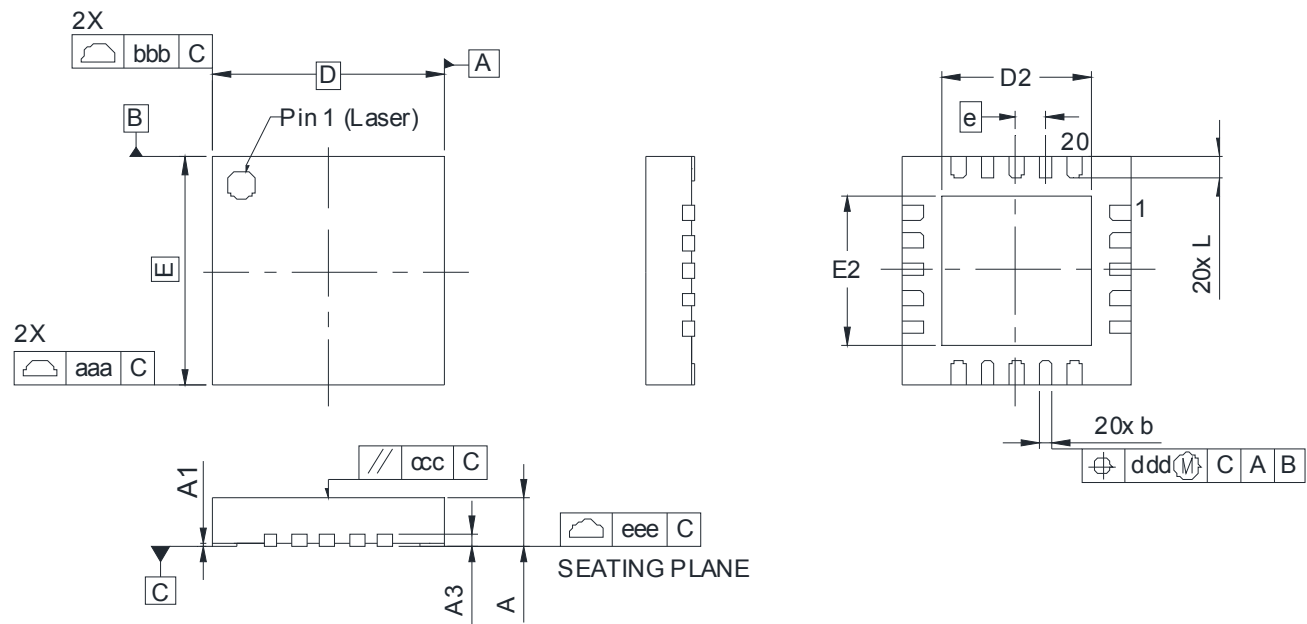 2X
bbb C
D
A
B
Pin 1 (Laser)
E
2X
aaa C
D2
e
20
1
E2
20x L
20x b
ddd M C A B
// ccc C
A1
eee C
SEATING PLANE
C
A3
A